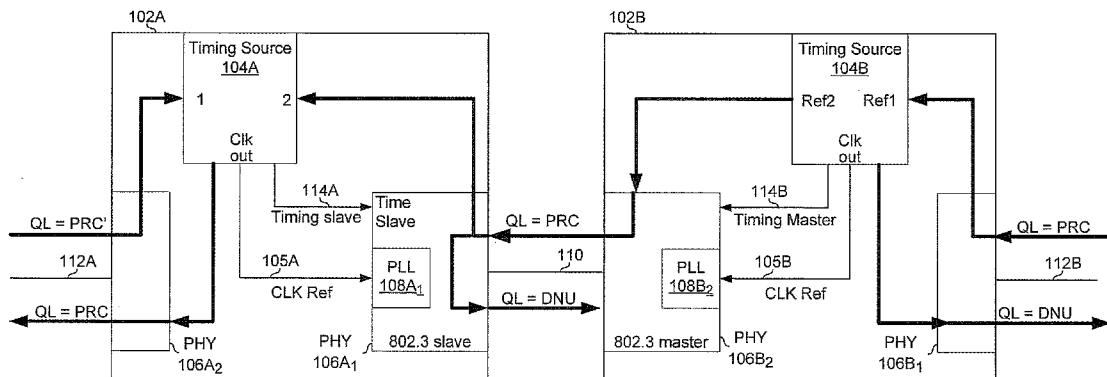 102A
Timing Source
104A
1
2
Clk
out
114A
Timing slave
Time
Slave
QL = PRC'
112A
QL = PRC
105A
CLK Ref
PLL
108A1
802.3 slave
PHY
106A2
PHY
106A1
QL = PRC
110
QL = DNU
102B
Timing Source
104B
Ref2
Ref1
Clk
out
114B
Timing Master
PLL
108B2
105B
CLK Ref
802.3 master
PHY
106B2
PHY
106B1
QL = PRC
112B
QL = DNU